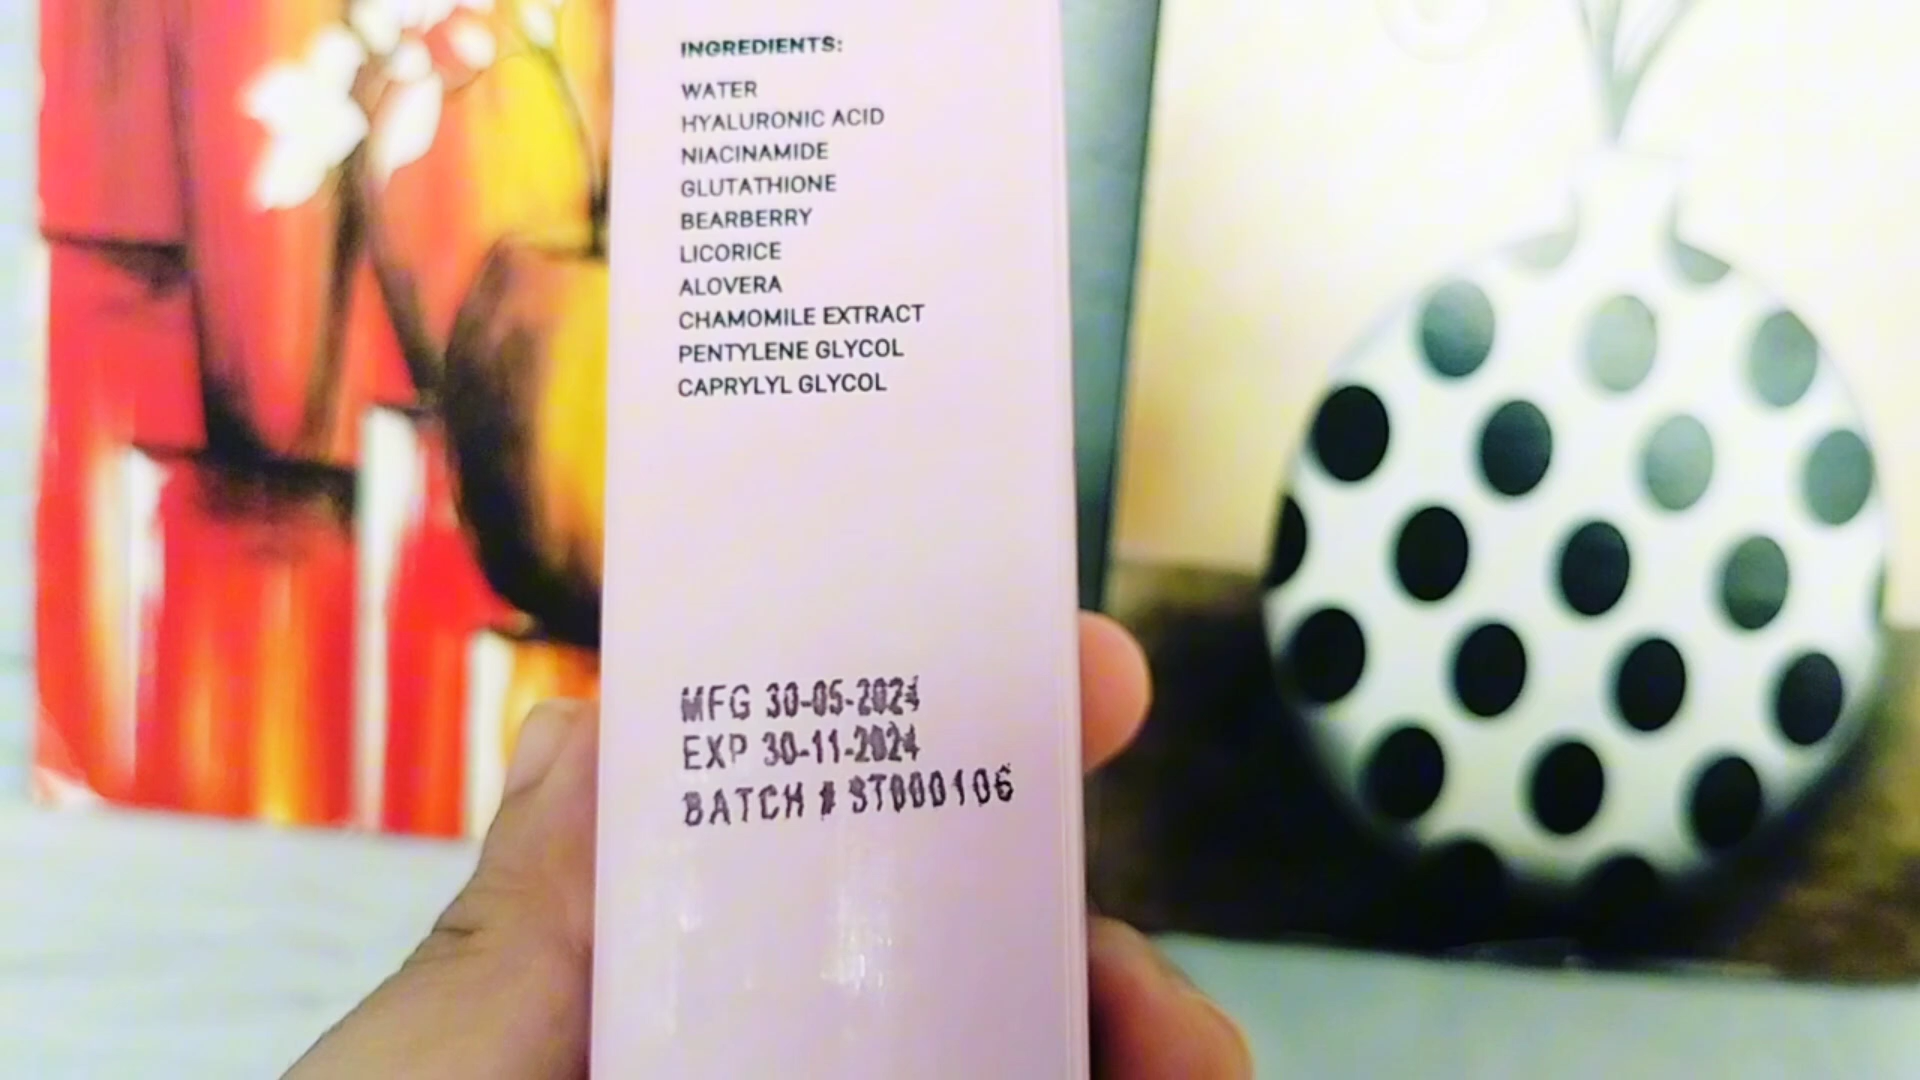 INGREDIENTS:
WATER
HYALURONIC ACID
NIACINAMIDE
GLUTATHIONE
BEARBERRY
LICORICE
ALOVERA
CHAMOMILE EXTRACT
PENTYLENE GLYCOL
CAPRYLYL GLYCOL
MFG 30-05-2024
EXP 30-11-2024
BATCH # ST000106